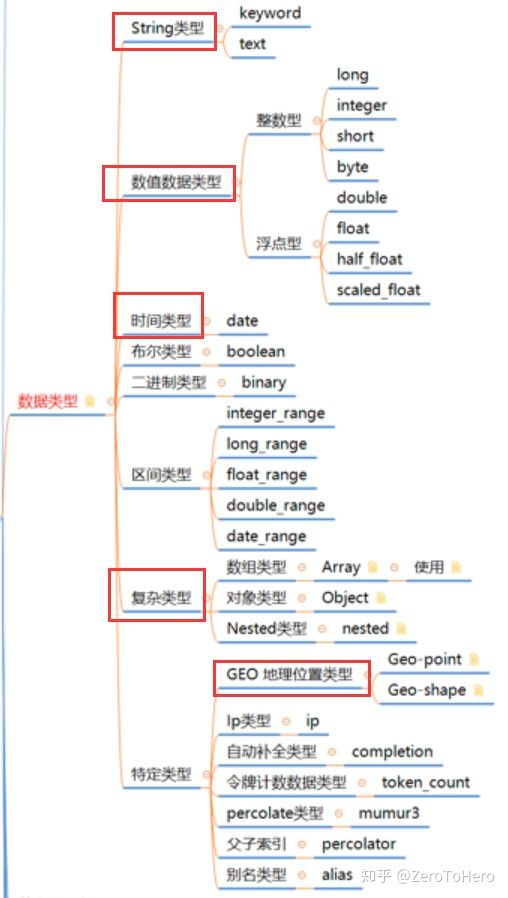 String类型
keyword
text
数值数据类型
整数型
long
integer
short
byte
浮点型
double
float
half_float
scaled_float
时间类型
date
布尔类型
boolean
二进制类型
binary
数据类型
区间类型
integer_range
long_range
float_range
double_range
date_range
复杂类型
数组类型
Array
使用
对象类型
Object
Nested类型
nested
特定类型
GEO 地理位置类型
Geo-point
Geo-shape
Ip类型
ip
自动补全类型
completion
令牌计数数据类型
token_count
percolate类型
mumur3
父子索引
percolator
别名类型
alias
知乎 @ZeroToHero